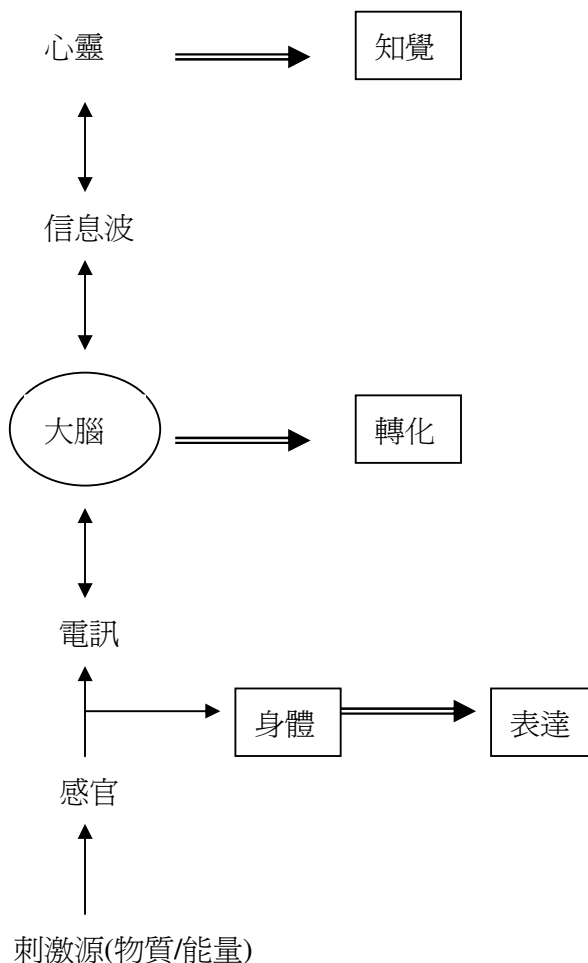 心靈
知覺
信息波
大腦
轉化
電訊
身體
表達
感官
刺激源(物質/能量)